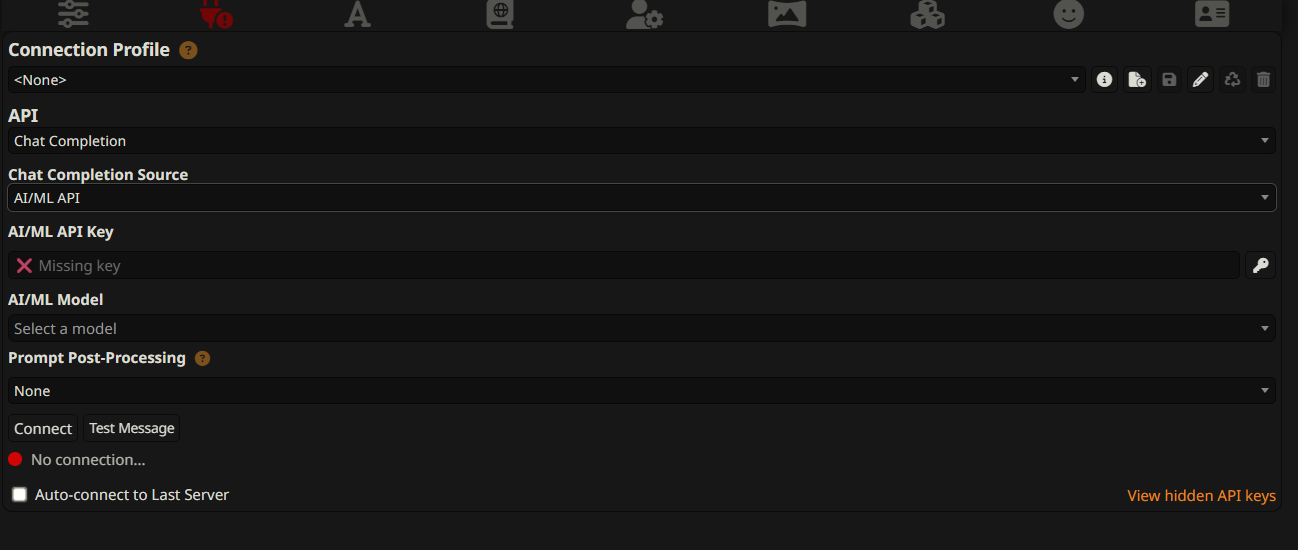 Connection Profile ?
<None>
API
Chat Completion
Chat Completion Source
AI/ML API
AI/ML API Key
❌ Missing key
AI/ML Model
Select a model
Prompt Post-Processing ?
None
Connect Test Message
No connection...
Auto-connect to Last Server View hidden API keys